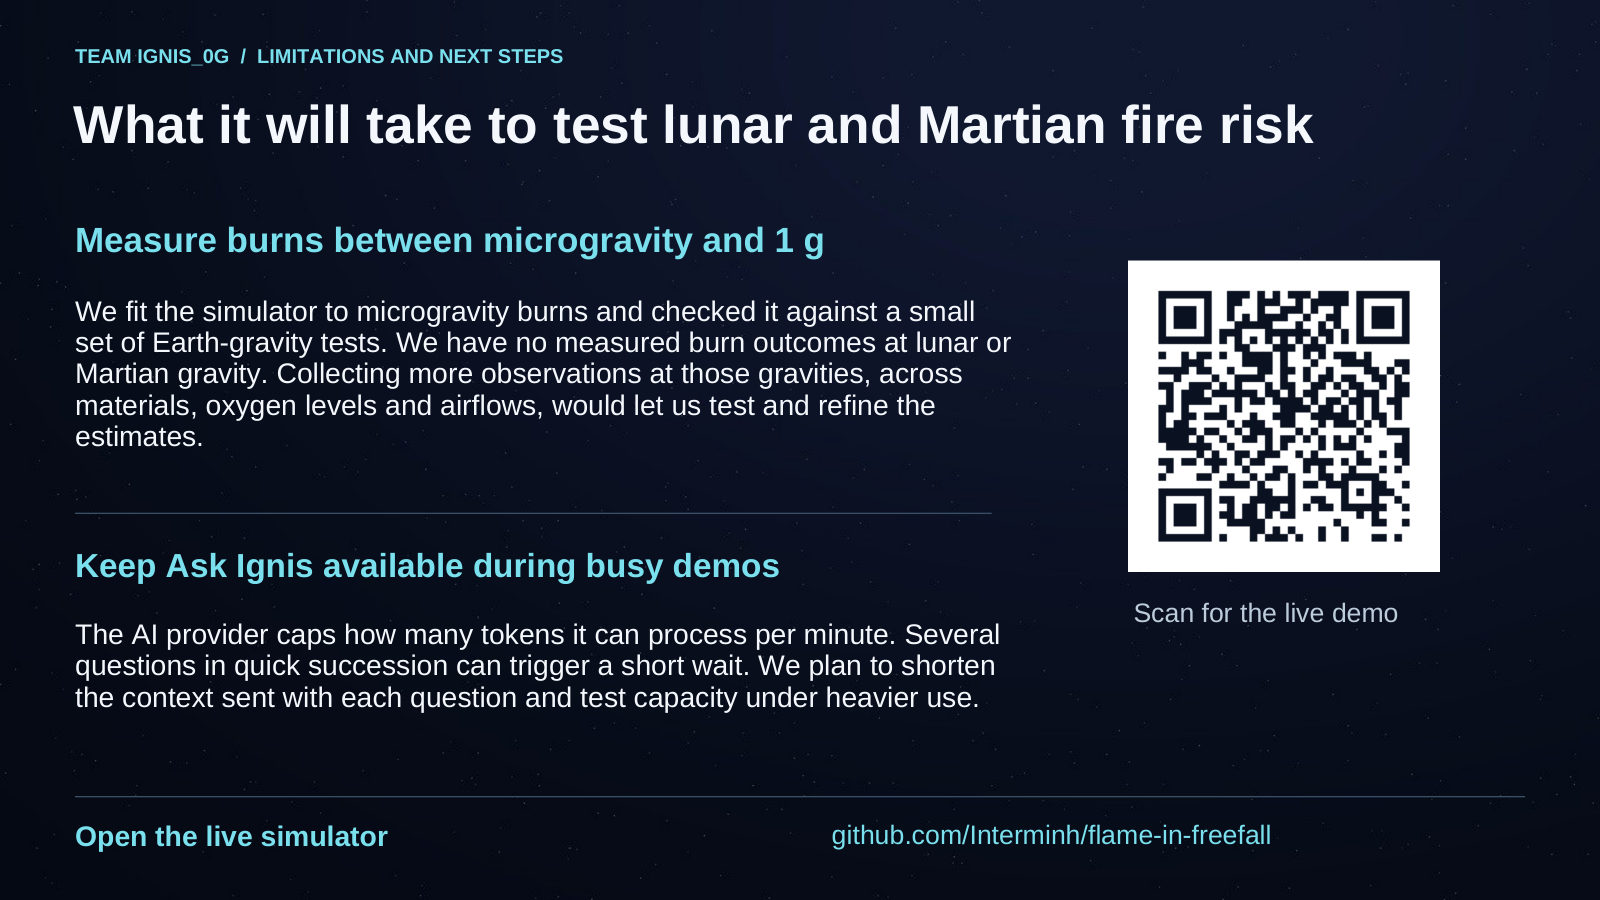 TEAM IGNIS_0G / LIMITATIONS AND NEXT STEPS
What it will take to test lunar and Martian fire risk
Measure burns between microgravity and 1 g
We fit the simulator to microgravity burns and checked it against a small
set of Earth-gravity tests. We have no measured burn outcomes at lunar or
Martian gravity. Collecting more observations at those gravities, across
materials, oxygen levels and airflows, would let us test and refine the
estimates.
Keep Ask Ignis available during busy demos
The AI provider caps how many tokens it can process per minute. Several
questions in quick succession can trigger a short wait. We plan to shorten
the context sent with each question and test capacity under heavier use.
Scan for the live demo
Open the live simulator
github.com/Interminh/flame-in-freefall